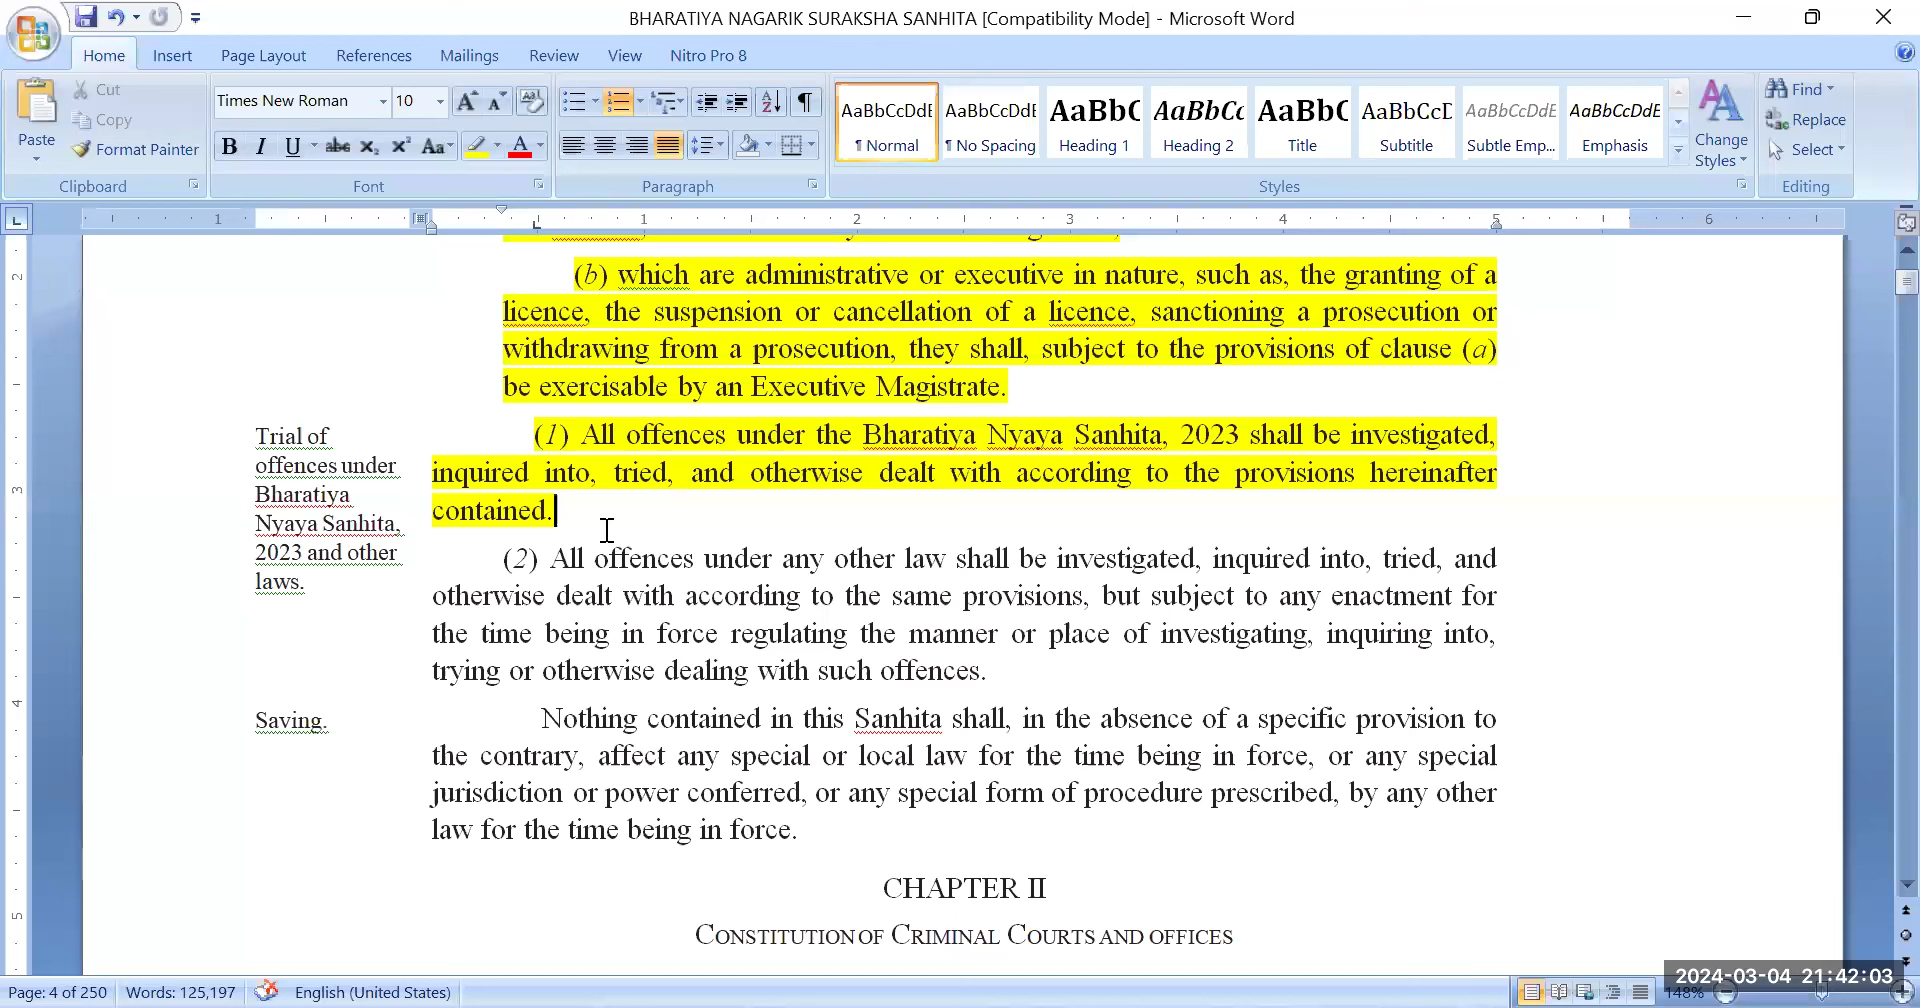 BHARATIYA NAGARIK SURAKSHA SANHITA [Compatibility Mode] - Microsoft Word
Home Insert Page Layout References Mailings Review View Nitro Pro 8
Paste
Cut
Copy
Format Painter
Clipboard
Times New Roman 10
Font
Paragraph
AaBbCcDdE AaBbCcDdE AaBbC AaBbCc AaBbC AaBbCcD AaBbCcDdE AaBbCcDdE
¶ Normal ¶ No Spacing Heading 1 Heading 2 Title Subtitle Subtle Emp... Emphasis
Styles
Change
Styles
Find
Replace
Select
Editing
1 1 2 3 4 5 6
(b) which are administrative or executive in nature, such as, the granting of a
licence, the suspension or cancellation of a licence, sanctioning a prosecution or
withdrawing from a prosecution, they shall, subject to the provisions of clause (a)
be exercisable by an Executive Magistrate.
Trial of
offences under
Bharatiya
Nyaya Sanhita,
2023 and other
laws.
(1) All offences under the Bharatiya Nyaya Sanhita, 2023 shall be investigated,
inquired into, tried, and otherwise dealt with according to the provisions hereinafter
contained.
(2) All offences under any other law shall be investigated, inquired into, tried, and
otherwise dealt with according to the same provisions, but subject to any enactment for
the time being in force regulating the manner or place of investigating, inquiring into,
trying or otherwise dealing with such offences.
Saving.
Nothing contained in this Sanhita shall, in the absence of a specific provision to
the contrary, affect any special or local law for the time being in force, or any special
jurisdiction or power conferred, or any special form of procedure prescribed, by any other
law for the time being in force.
CHAPTER II
CONSTITUTION OF CRIMINAL COURTS AND OFFICES
2024-03-04 21:42:03
Page: 4 of 250 Words: 125,197 English (United States) 148%